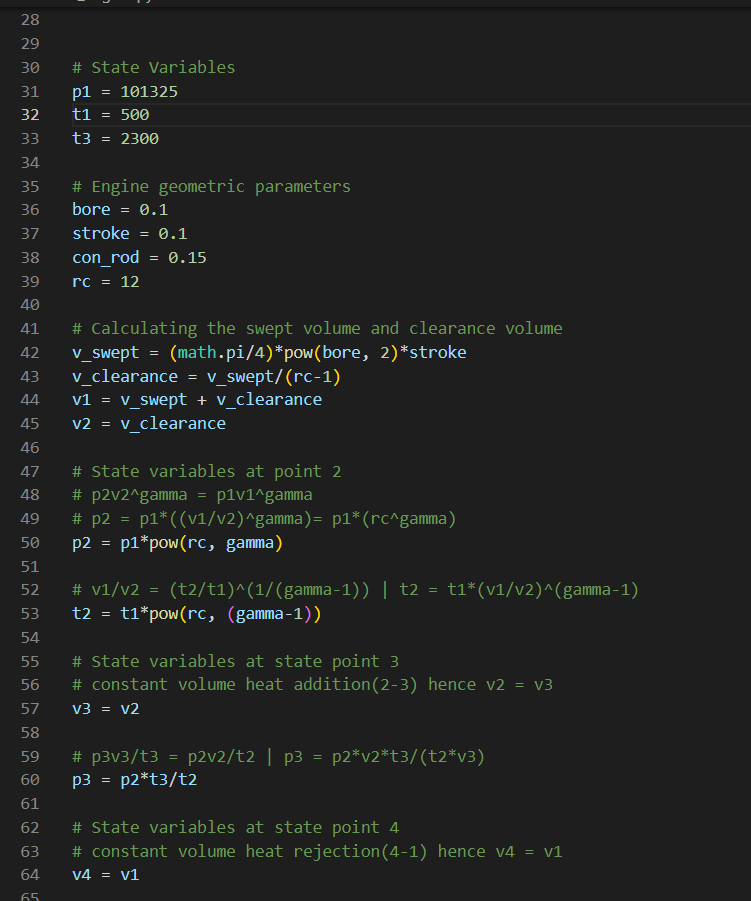 28
29
30 # State Variables
31 p1 = 101325
32 t1 = 500
33 t3 = 2300
34
35 # Engine geometric parameters
36 bore = 0.1
37 stroke = 0.1
38 con_rod = 0.15
39 rc = 12
40
41 # Calculating the swept volume and clearance volume
42 v_swept = (math.pi/4)*pow(bore, 2)*stroke
43 v_clearance = v_swept/(rc-1)
44 v1 = v_swept + v_clearance
45 v2 = v_clearance
46
47 # State variables at point 2
48 # p2v2^gamma = p1v1^gamma
49 # p2 = p1*((v1/v2)^gamma)= p1*(rc^gamma)
50 p2 = p1*pow(rc, gamma)
51
52 # v1/v2 = (t2/t1)^(1/(gamma-1)) | t2 = t1*(v1/v2)^(gamma-1)
53 t2 = t1*pow(rc, (gamma-1))
54
55 # State variables at state point 3
56 # constant volume heat addition(2-3) hence v2 = v3
57 v3 = v2
58
59 # p3v3/t3 = p2v2/t2 | p3 = p2*v2*t3/(t2*v3)
60 p3 = p2*t3/t2
61
62 # State variables at state point 4
63 # constant volume heat rejection(4-1) hence v4 = v1
64 v4 = v1
65